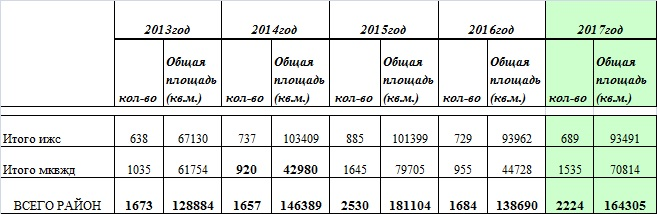 2013год 2014год 2015год 2016год 2017год
кол-во Общая площадь (кв.м.) кол-во Общая площадь (кв.м.) кол-во Общая площадь (кв.м.) кол-во Общая площадь (кв.м.) кол-во Общая площадь (кв.м.)
Итого ижс 638 67130 737 103409 885 101399 729 93962 689 93491
Итого мквжд 1035 61754 920 42980 1645 79705 955 44728 1535 70814
ВСЕГО РАЙОН 1673 128884 1657 146389 2530 181104 1684 138690 2224 164305